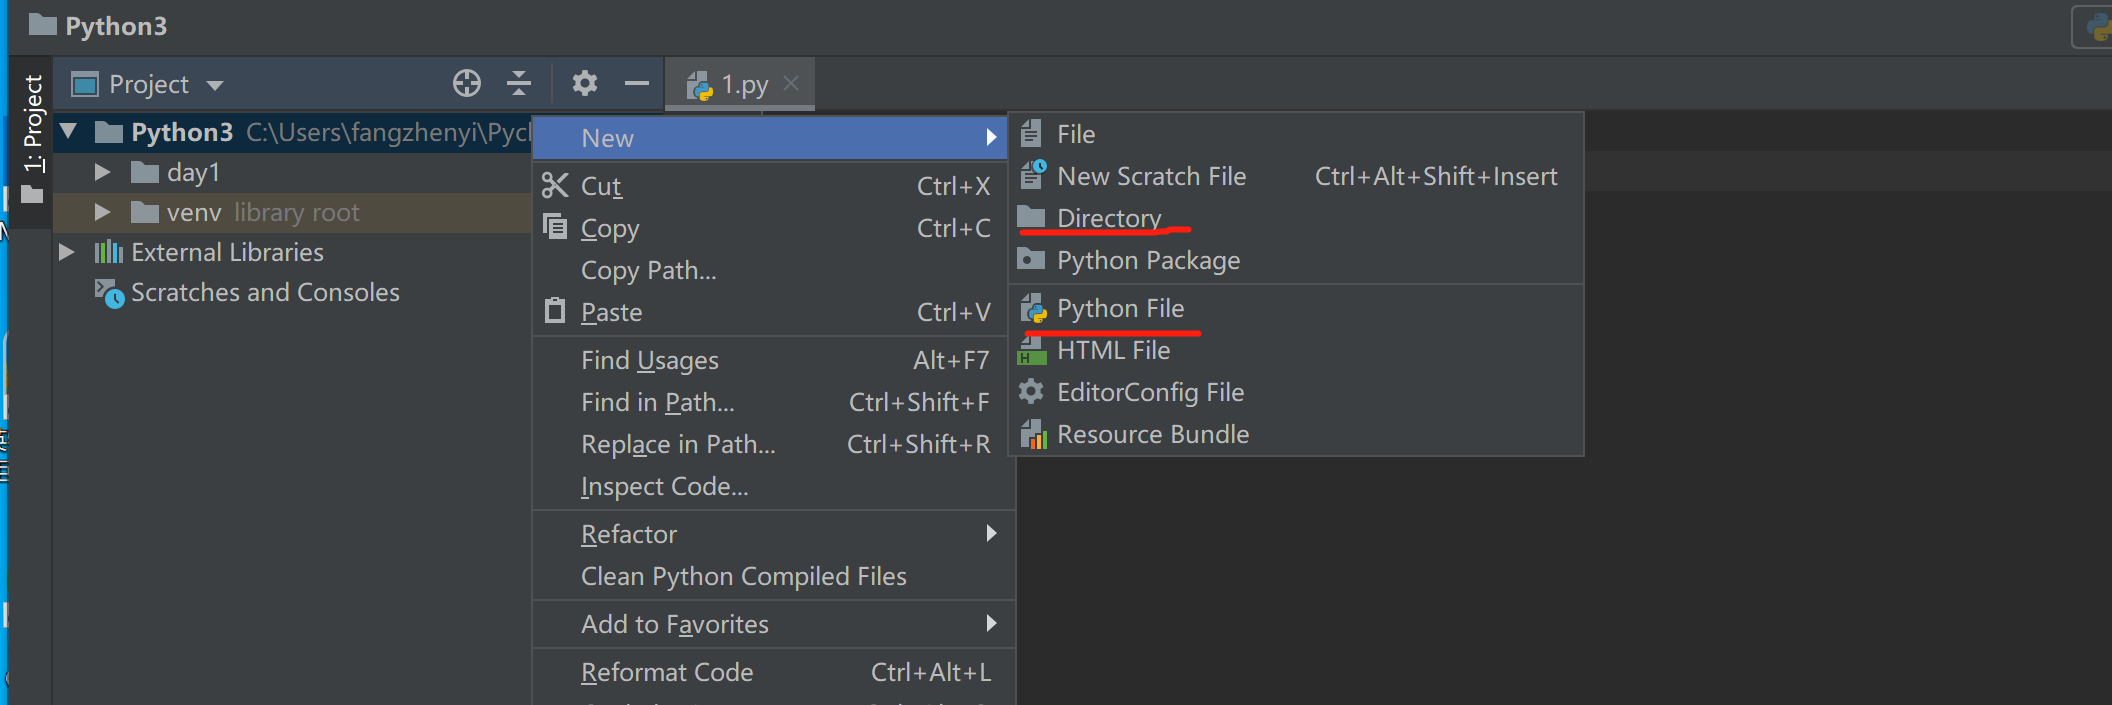 Python3
1: Project
Project
1.py
Python3 C:\Users\fangzhenyi\Pyc
day1
venv library root
External Libraries
Scratches and Consoles
New
Cut Ctrl+X
Copy Ctrl+C
Copy Path...
Paste Ctrl+V
Find Usages Alt+F7
Find in Path... Ctrl+Shift+F
Replace in Path... Ctrl+Shift+R
Inspect Code...
Refactor
Clean Python Compiled Files
Add to Favorites
Reformat Code Ctrl+Alt+L
File
New Scratch File Ctrl+Alt+Shift+Insert
Directory
Python Package
Python File
HTML File
EditorConfig File
Resource Bundle